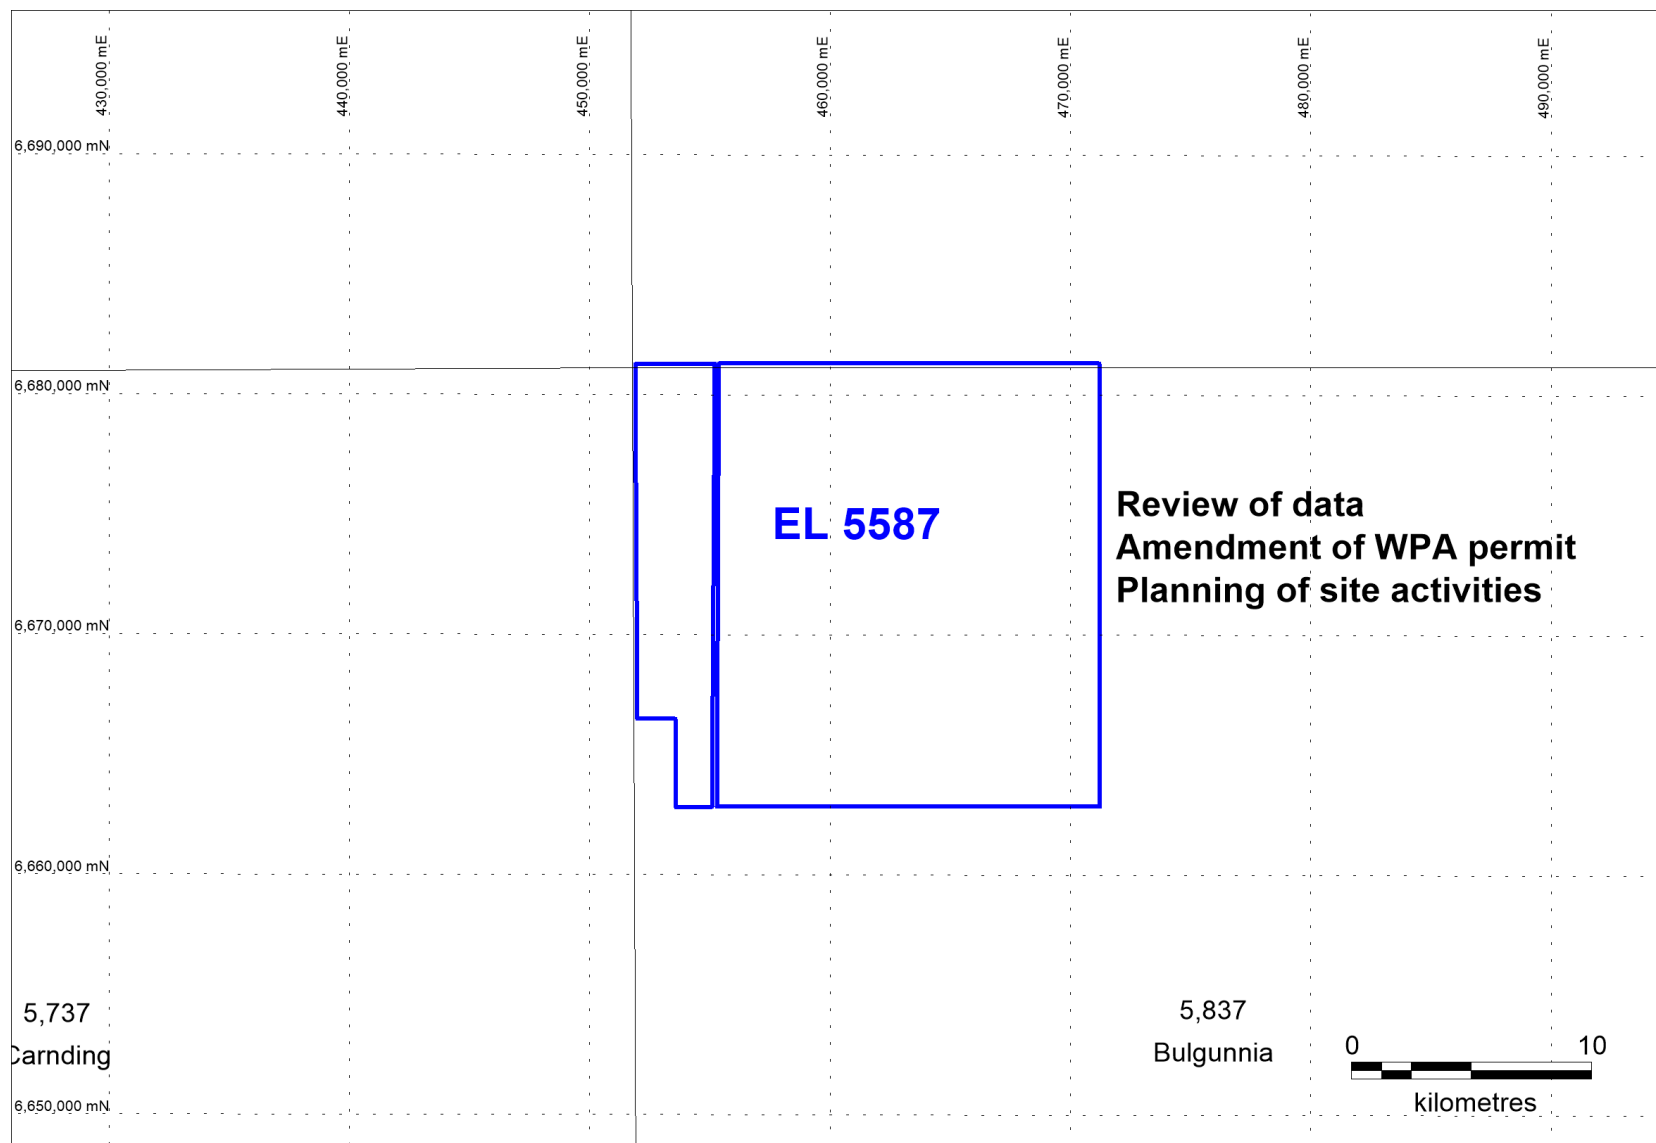 430,000 mE
440,000 mE
450,000 mE
460,000 mE
470,000 mE
480,000 mE
490,000 mE
6,690,000 mN
6,680,000 mN
EL 5587
Review of data
Amendment of WPA permit
Planning of site activities
6,670,000 mN
6,660,000 mN
5,737
Carnding
5,837
Bulgunnia
0 10
kilometres
6,650,000 mN